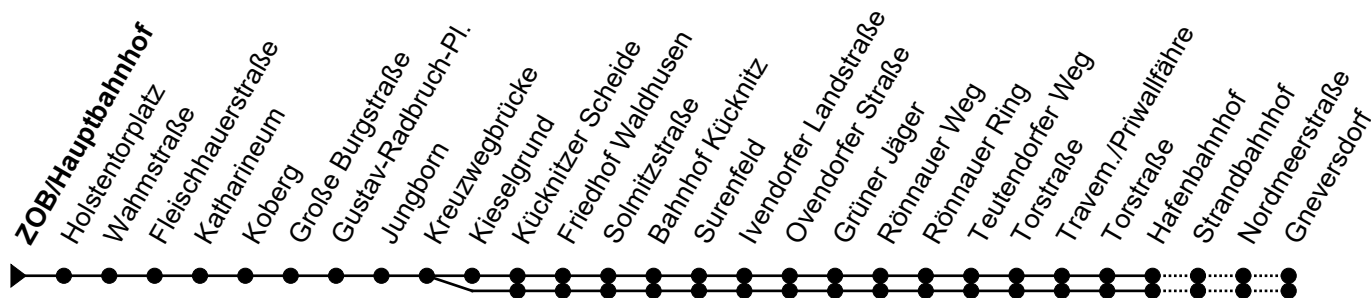 ZOB/Hauptbahnhof
Holstentorplatz
Wahmstraße
Fleischhauerstraße
Katharineum
Koberg
Große Burgstraße
Gustav-Radbruch-Pl.
Jungborn
Kreuzwegbrücke
Kieselgrund
Kücknitzer Scheide
Friedhof Waldhusen
Solmitzstraße
Bahnhof Kücknitz
Surenfeld
Ivendorfer Landstraße
Ovendorfer Straße
Grüner Jäger
Rönnauer Weg
Rönnauer Ring
Teutendorfer Weg
Torstraße
Travem./Priwallfähre
Torstraße
Hafenbahnhof
Strandbahnhof
Nordmeerstraße
Gneversdorf